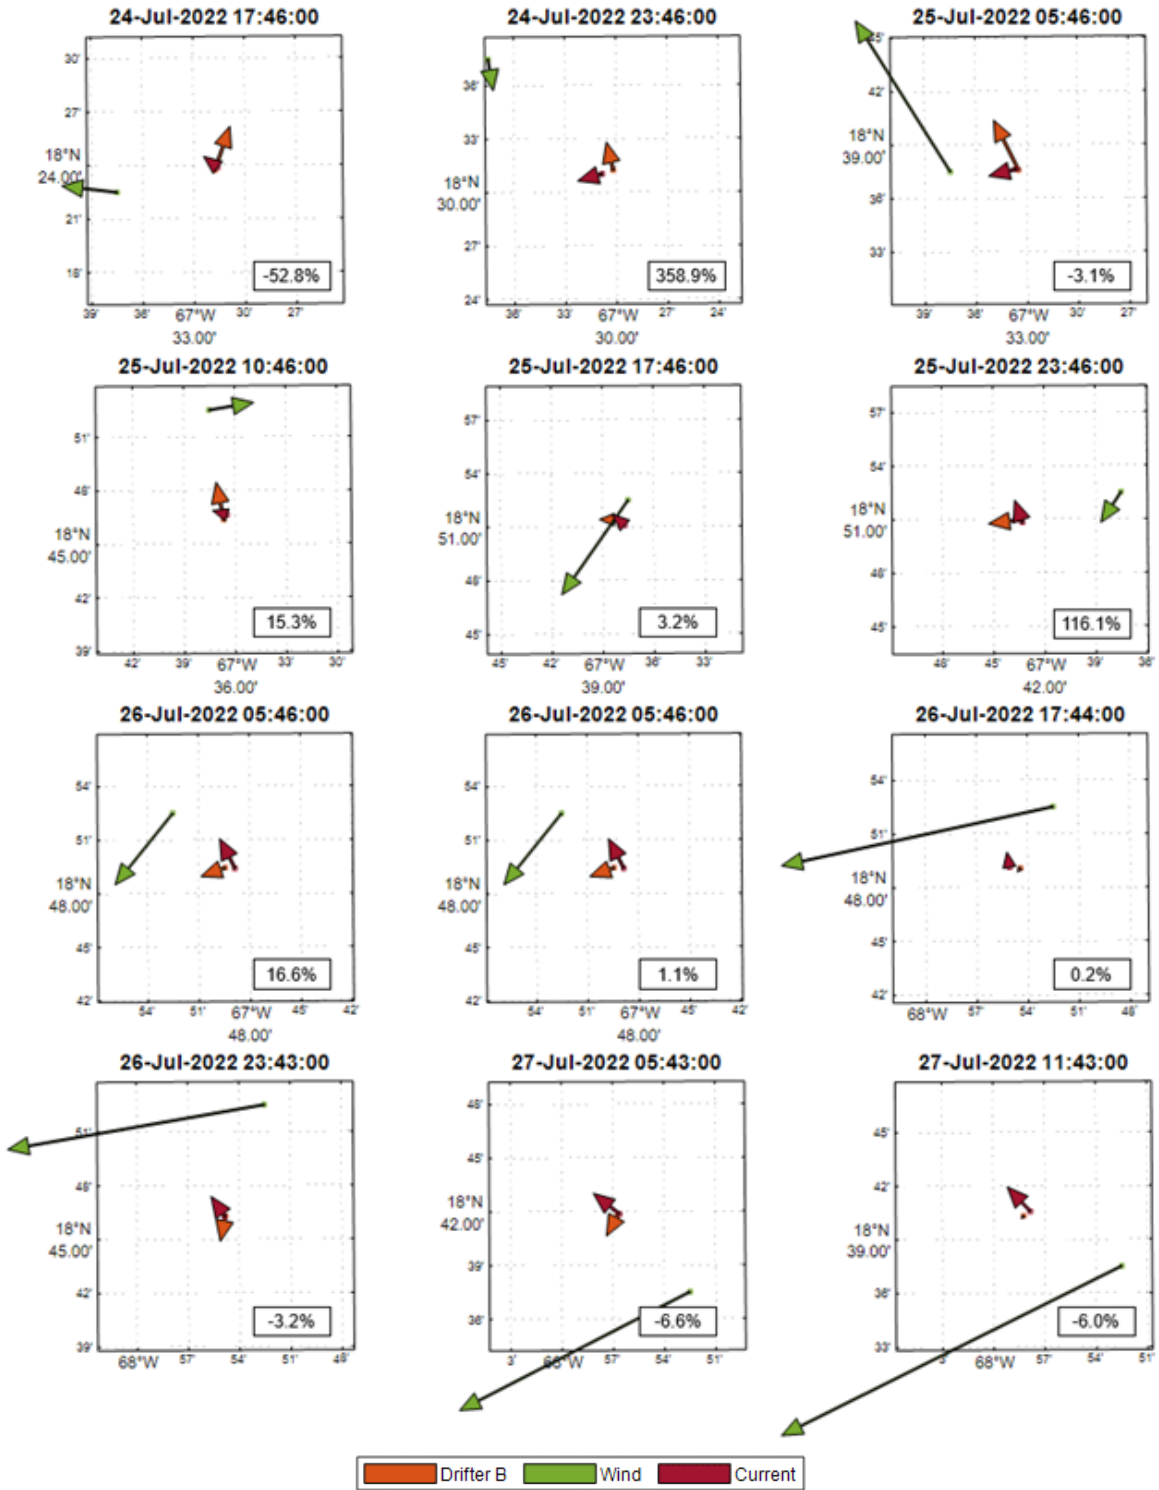 24-Jul-2022 17:46:00 24-Jul-2022 23:46:00 25-Jul-2022 05:46:00
30' 27' 18°N 24.00' 21' 18'
-52.8%
39' 36' 67°W 30' 27'
33.00'
36' 33' 18°N 30.00' 27' 24'
358.9%
36' 33' 67°W 27' 24'
30.00'
45' 42' 18°N 39.00' 36' 33'
-3.1%
39' 36' 67°W 30' 27'
33.00'
25-Jul-2022 10:46:00 25-Jul-2022 17:46:00 25-Jul-2022 23:46:00
51' 48' 18°N 45.00' 42' 39'
15.3%
42' 39' 67°W 33' 30'
36.00'
57' 54' 18°N 51.00' 48' 45'
3.2%
45' 42' 67°W 36' 33'
39.00'
57' 54' 18°N 51.00' 48' 45'
116.1%
48' 45' 67°W 39' 36'
42.00'
26-Jul-2022 05:46:00 26-Jul-2022 05:46:00 26-Jul-2022 17:44:00
54' 51' 18°N 48.00' 45' 42'
16.6%
54' 51' 67°W 45' 42'
48.00'
54' 51' 18°N 48.00' 45' 42'
1.1%
54' 51' 67°W 45' 42'
48.00'
54' 51' 18°N 48.00' 45' 42'
0.2%
68°W 57' 54' 51' 48'
26-Jul-2022 23:43:00 27-Jul-2022 05:43:00 27-Jul-2022 11:43:00
51' 48' 18°N 45.00' 42' 39'
-3.2%
68°W 57' 54' 51' 48'
48' 45' 18°N 42.00' 39' 36'
-6.6%
3' 68°W 57' 54' 51'
45' 42' 18°N 39.00' 36' 33'
-6.0%
3' 68°W 57' 54' 51'
Drifter B Wind Current